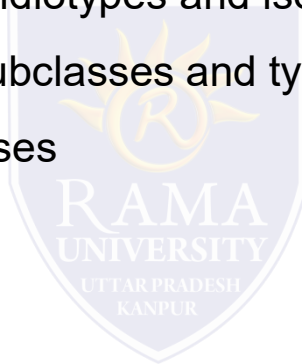 idiotypes and Iso
ubclasses and ty
ses
R
RAMA
UNIVERSITY
UTTAR PRADESH
KANPUR